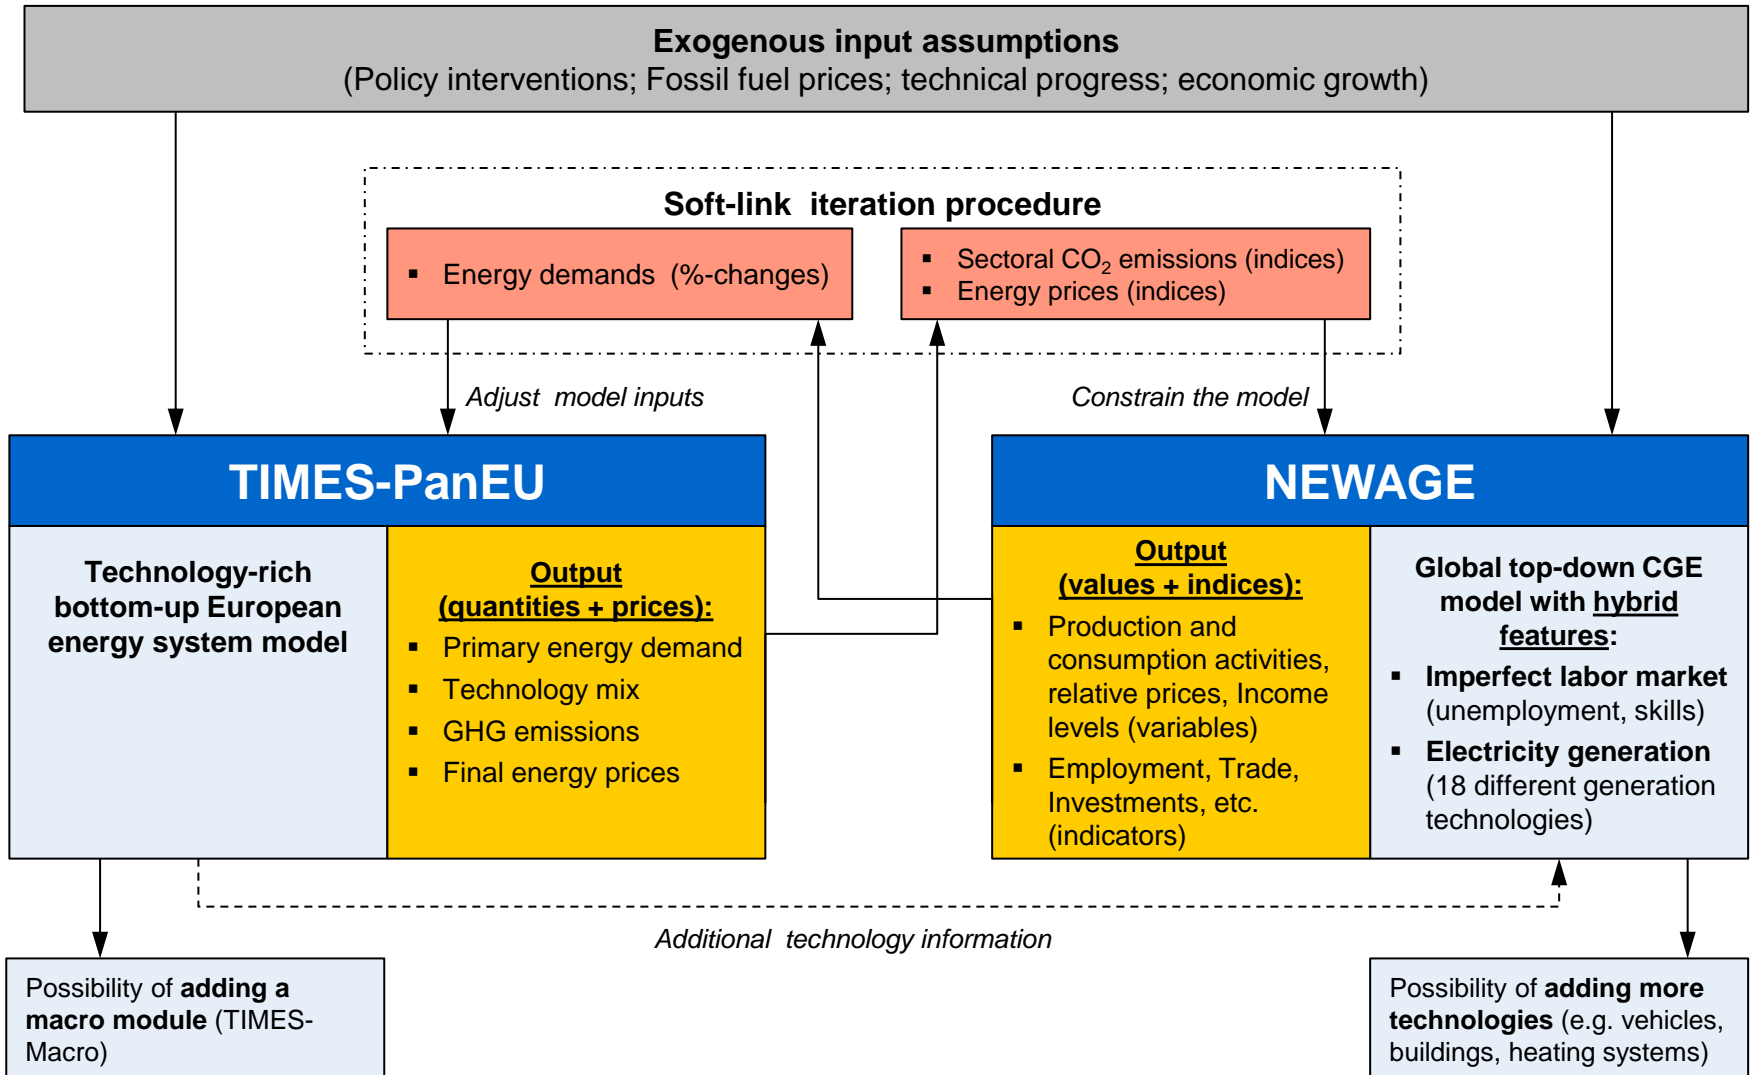 Exogenous input assumptions
(Policy interventions; Fossil fuel prices; technical progress; economic growth)
Soft-link iteration procedure
▪ Energy demands (%-changes)
▪ Sectoral CO₂ emissions (indices)
▪ Energy prices (indices)
Adjust model inputs
Constrain the model
TIMES-PanEU
Technology-rich
bottom-up European
energy system model
Output
(quantities + prices):
▪ Primary energy demand
▪ Technology mix
▪ GHG emissions
▪ Final energy prices
NEWAGE
Output
(values + indices):
▪ Production and
consumption activities,
relative prices, Income
levels (variables)
▪ Employment, Trade,
Investments, etc.
(indicators)
Global top-down CGE
model with hybrid
features:
▪ Imperfect labor market
(unemployment, skills)
▪ Electricity generation
(18 different generation
technologies)
Additional technology information
Possibility of adding a
macro module (TIMES-
Macro)
Possibility of adding more
technologies (e.g. vehicles,
buildings, heating systems)